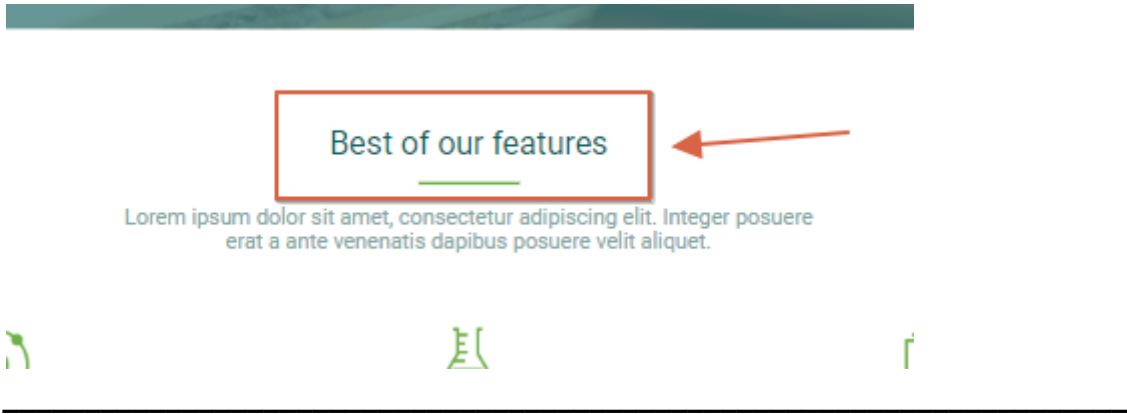 Best of our features
Lorem ipsum dolor sit amet, consectetur adipiscing elit. Integer posuere
erat a ante venenatis dapibus posuere velit aliquet.